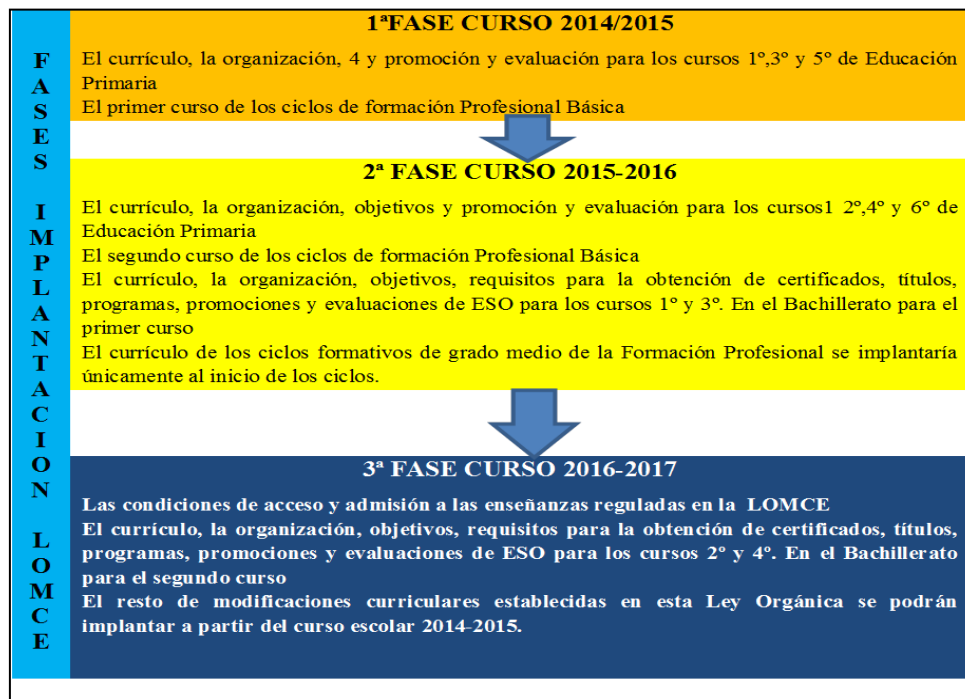 FASES IMPLANTACION LOMCE
1ªFASE CURSO 2014/2015
El currículo, la organización, 4 y promoción y evaluación para los cursos 1º,3º y 5º de Educación
Primaria
El primer curso de los ciclos de formación Profesional Básica
2ª FASE CURSO 2015-2016
El currículo, la organización, objetivos y promoción y evaluación para los cursos1 2º,4º y 6º de
Educación Primaria
El segundo curso de los ciclos de formación Profesional Básica
El currículo, la organización, objetivos, requisitos para la obtención de certificados, títulos,
programas, promociones y evaluaciones de ESO para los cursos 1º y 3º. En el Bachillerato para el
primer curso
El currículo de los ciclos formativos de grado medio de la Formación Profesional se implantaría
únicamente al inicio de los ciclos.
3ª FASE CURSO 2016-2017
Las condiciones de acceso y admisión a las enseñanzas reguladas en la LOMCE
El currículo, la organización, objetivos, requisitos para la obtención de certificados, títulos,
programas, promociones y evaluaciones de ESO para los cursos 2º y 4º. En el Bachillerato
para el segundo curso
El resto de modificaciones curriculares establecidas en esta Ley Orgánica se podrán
implantar a partir del curso escolar 2014-2015.